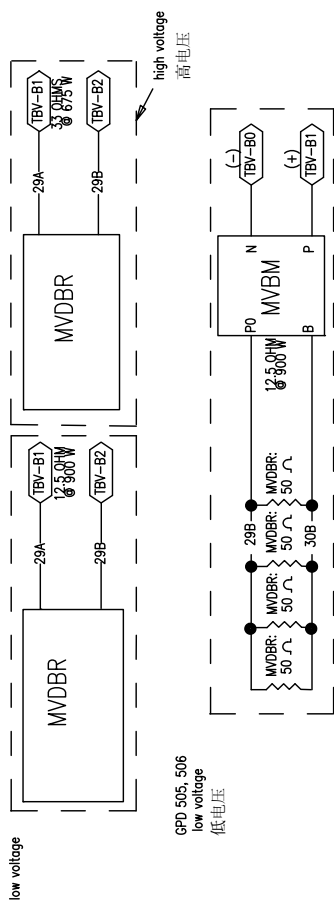 low voltage
MVDBR
29A
29B
TBV-B1
12.5 OHM
@ 900 W
TBV-B2
MVDBR
29A
29B
TBV-B1
33 OHMS
@ 675 W
TBV-B2
high voltage
高电压
GPD 505, 506
low voltage
低电压
MVDBR:
50
MVDBR:
50
MVDBR:
50
MVDBR:
50
29B
30B
12.5 OHM
@ 900 W
P0
B
MVBM
N
P
(-)
TBV-B0
(+)
TBV-B1